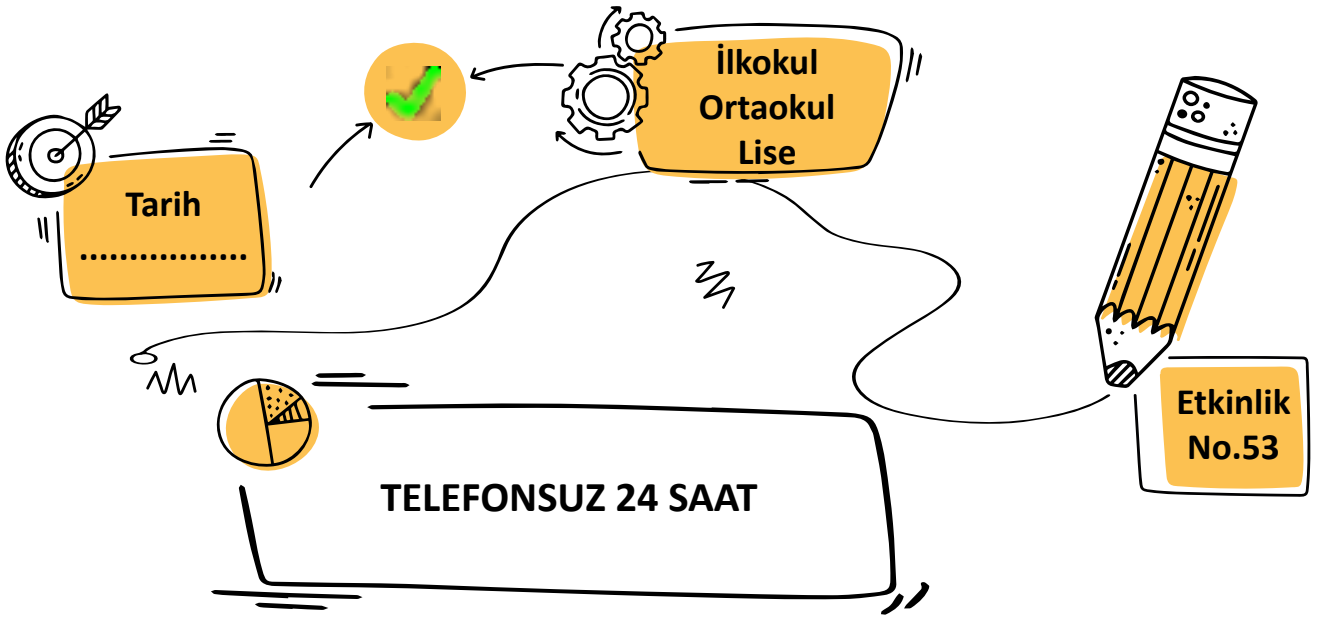 İlkokul
Ortaokul
Lise
Tarih
....................
Etkinlik
No.53
TELEFONSUZ 24 SAAT